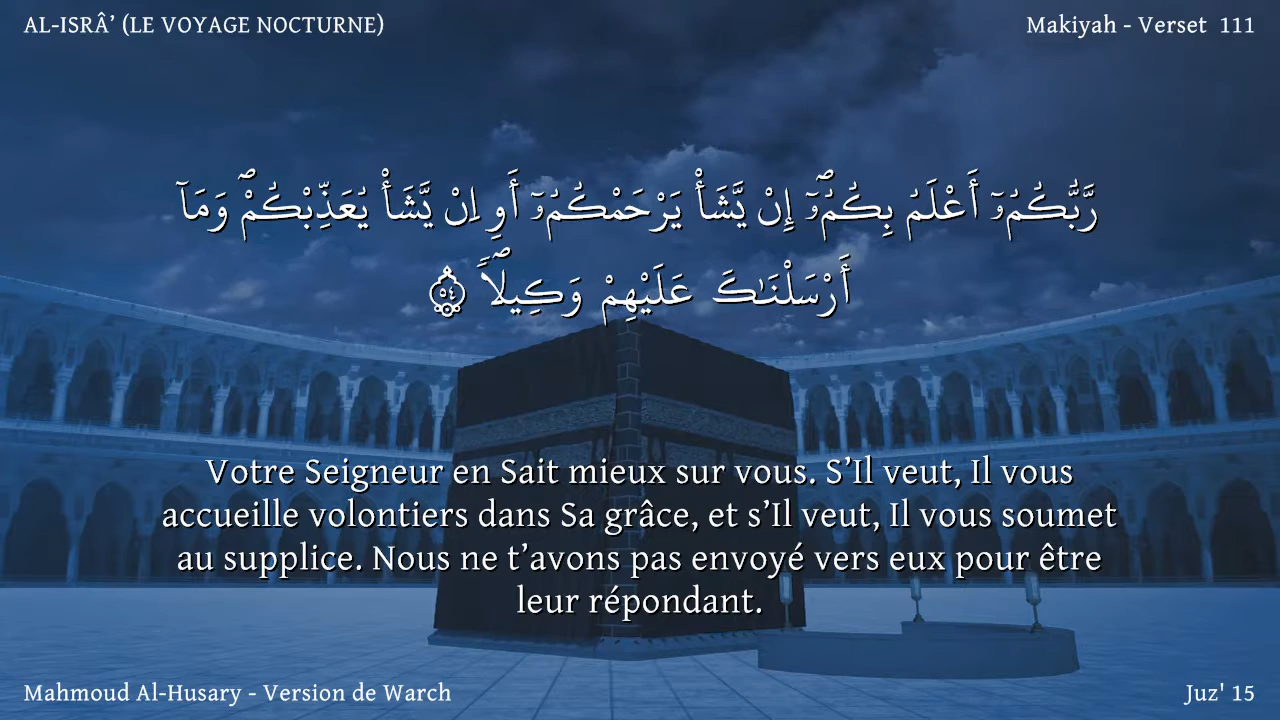 AL-ISRÂ’ (LE VOYAGE NOCTURNE)
Makiyah - Verset 111
رَّبُّكُمُۥٓ أَعْلَمُ بِكُمُۥٓۖ إِنْ يَّشَأْ يَرْحَمْكُمُۥٓ أَوِ اِنْ يَّشَأْ يُعَذِّبْكُمْۖ وَمَآ
أَرْسَلْنَٰكَ عَلَيْهِمْ وَكِيلاٗۖ ٥٤
Votre Seigneur en Sait mieux sur vous. S’Il veut, Il vous
accueille volontiers dans Sa grâce, et s’Il veut, Il vous soumet
au supplice. Nous ne t’avons pas envoyé vers eux pour être
leur répondant.
Mahmoud Al-Husary - Version de Warch
Juz' 15